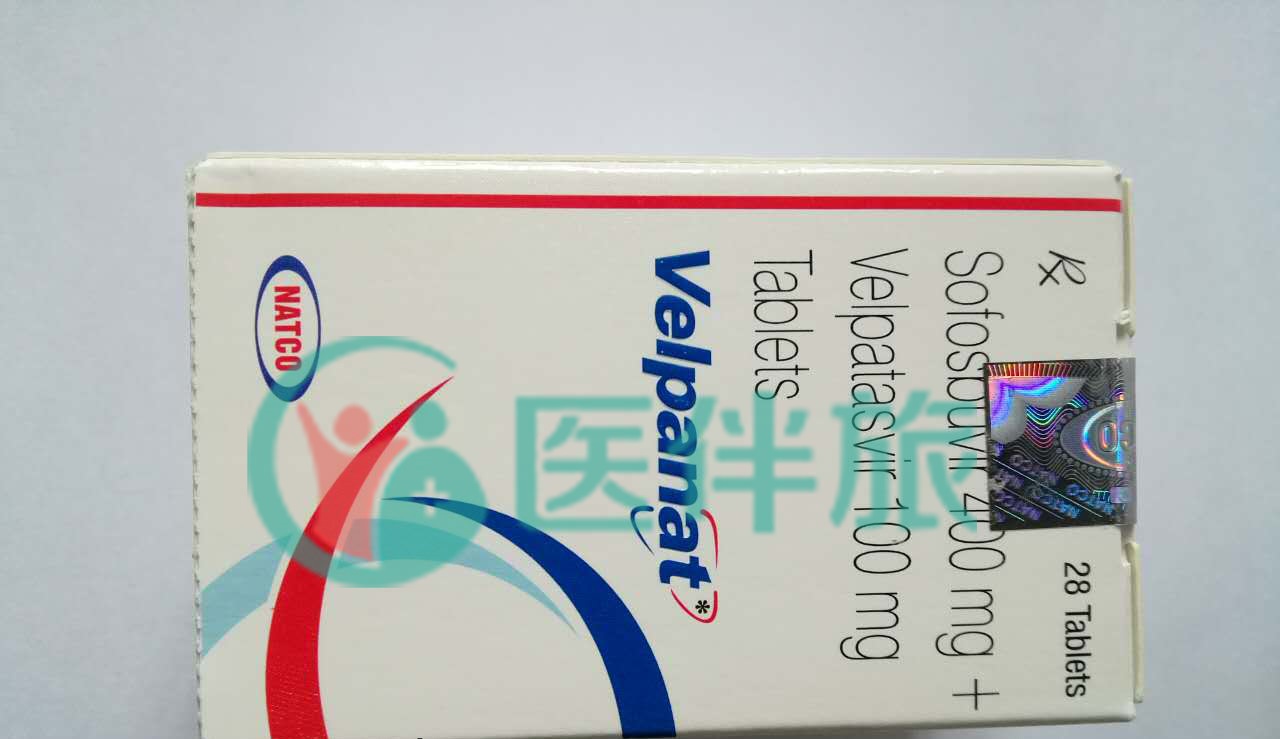 ℞
28 Tablets
Sofosbuvir 400 mg +
Velpatasvir 100 mg
Tablets
Velpanat*
NATCO
医伴旅